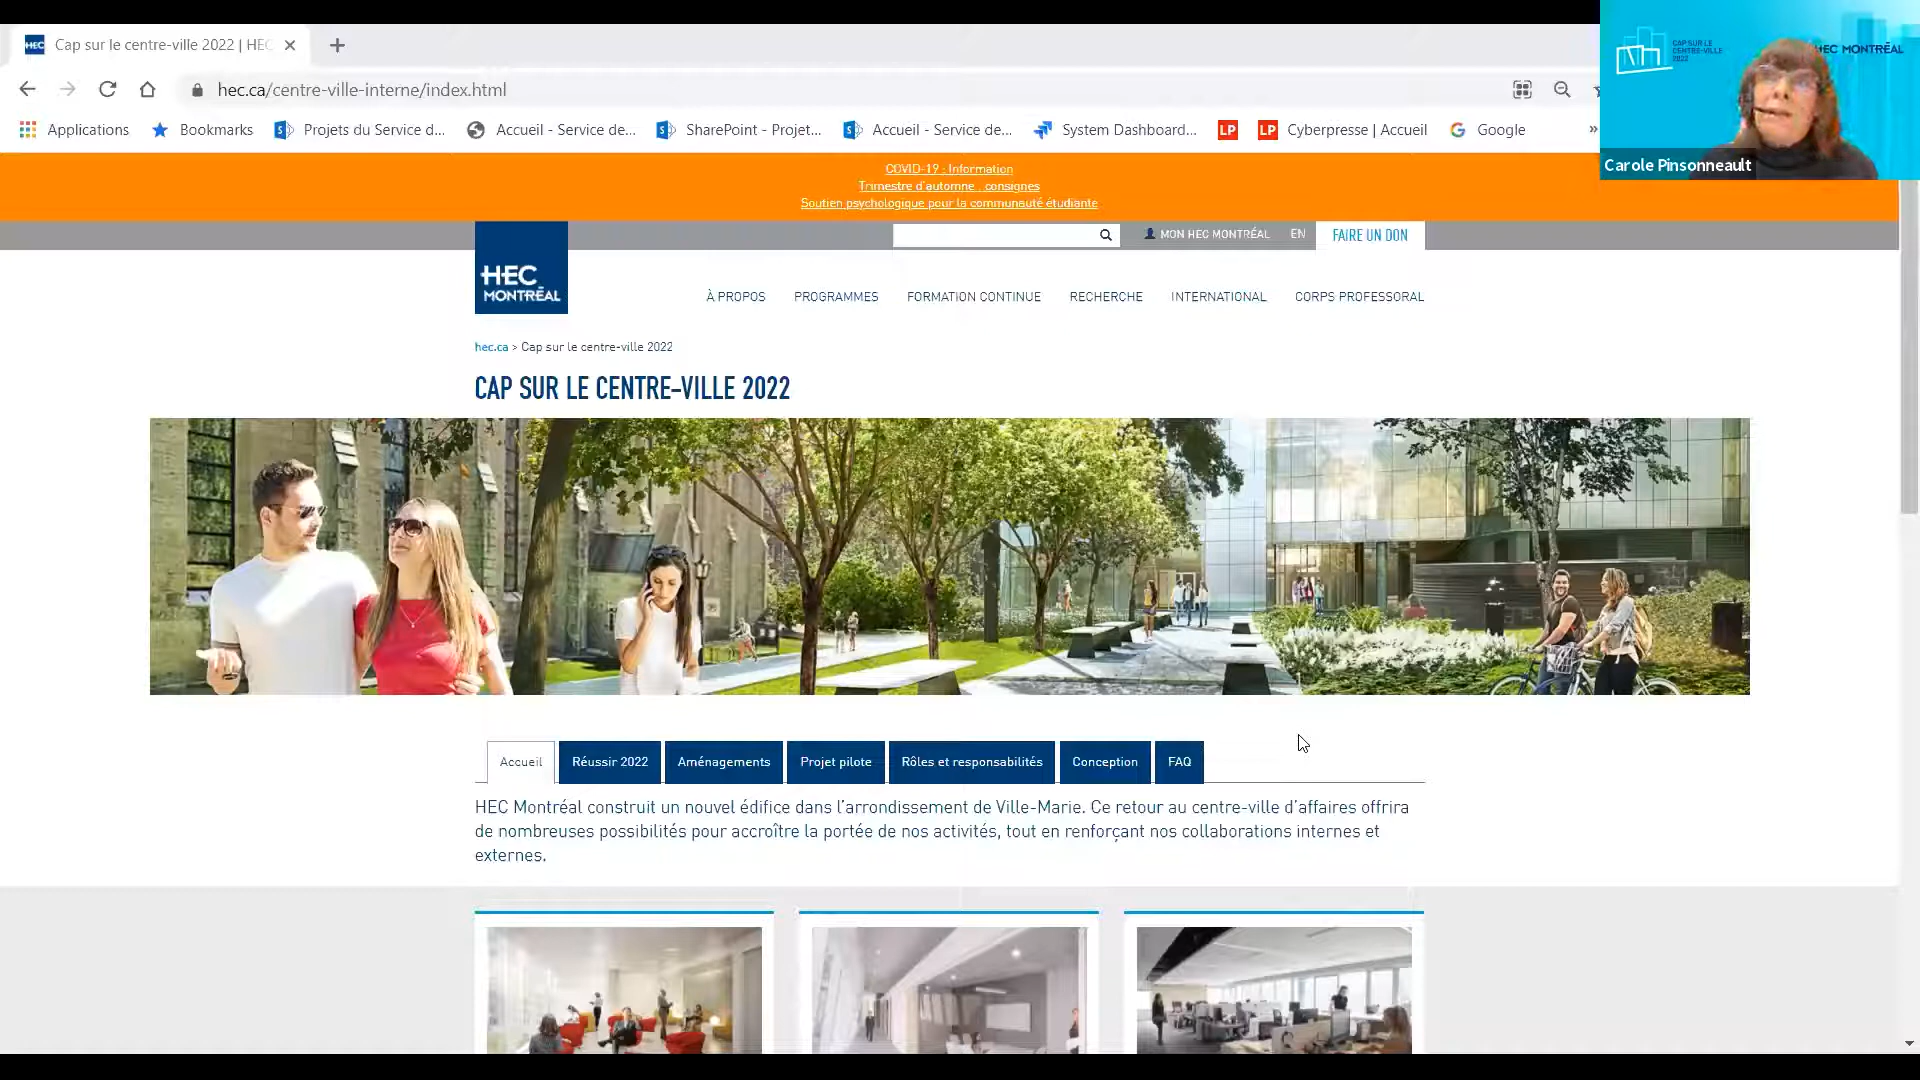 Cap sur le centre-ville 2022 | HEC
hec.ca/centre-ville-interne/index.html
Applications
Bookmarks
Projets du Service d...
Accueil - Service de...
SharePoint - Projet...
Accueil - Service de...
System Dashboard...
LP
LP
Cyberpresse | Accueil
Google
»
CAP SUR LE
CENTRE-VILLE
2022
HEC MONTRÉAL
Carole Pinsonneault
COVID-19 : Information
Trimestre d'automne : consignes
Soutien psychologique pour la communauté étudiante
MON HEC MONTRÉAL
EN
FAIRE UN DON
HEC
MONTRÉAL
À PROPOS
PROGRAMMES
FORMATION CONTINUE
RECHERCHE
INTERNATIONAL
CORPS PROFESSORAL
hec.ca > Cap sur le centre-ville 2022
CAP SUR LE CENTRE-VILLE 2022
Accueil
Réussir 2022
Aménagements
Projet pilote
Rôles et responsabilités
Conception
FAQ
HEC Montréal construit un nouvel édifice dans l'arrondissement de Ville-Marie. Ce retour au centre-ville d'affaires offrira
de nombreuses possibilités pour accroître la portée de nos activités, tout en renforçant nos collaborations internes et
externes.